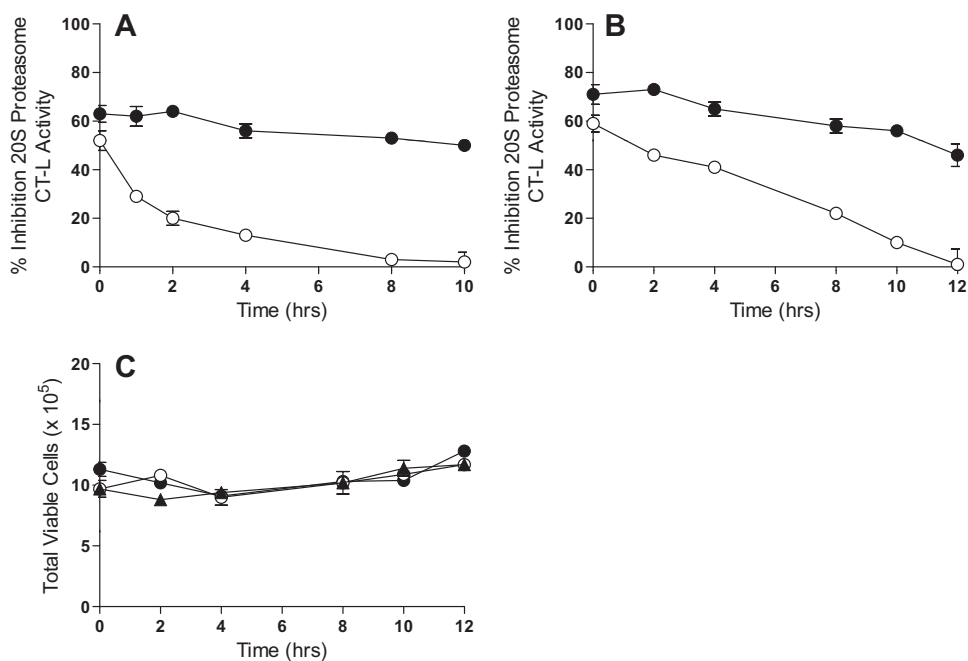 A
100
80
60
40
20
0
% Inhibition 20S Proteasome
CT-L Activity
0 2 4 6 8 10
Time (hrs)
B
100
80
60
40
20
0
% Inhibition 20S Proteasome
CT-L Activity
0 2 4 6 8 10 12
Time (hrs)
C
20
15
10
5
0
Total Viable Cells (x 10⁵)
0 2 4 6 8 10 12
Time (hrs)